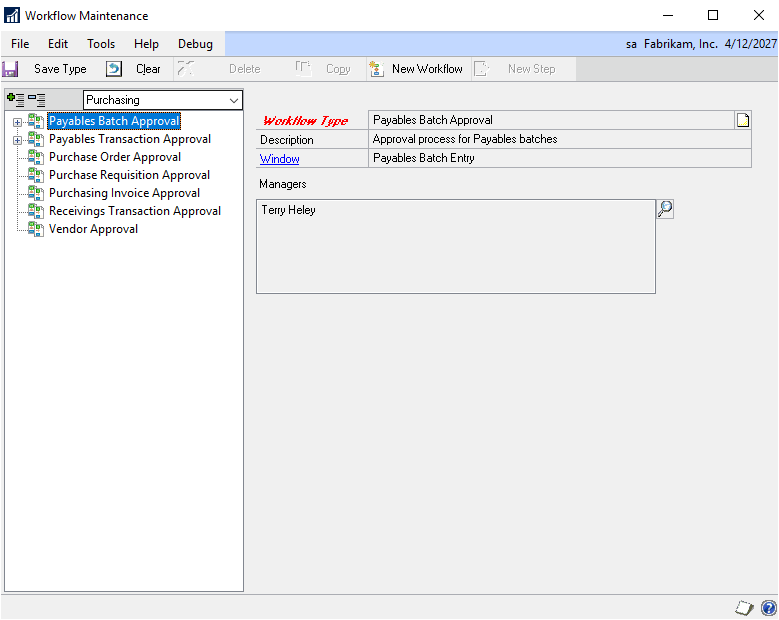 Workflow Maintenance
File Edit Tools Help Debug sa Fabrikam, Inc. 4/12/2027
Save Type Clear Delete Copy New Workflow New Step
Purchasing
Payables Batch Approval
Payables Transaction Approval
Purchase Order Approval
Purchase Requisition Approval
Purchasing Invoice Approval
Receivings Transaction Approval
Vendor Approval
Workflow Type Payables Batch Approval
Description Approval process for Payables batches
Window Payables Batch Entry
Managers
Terry Heley